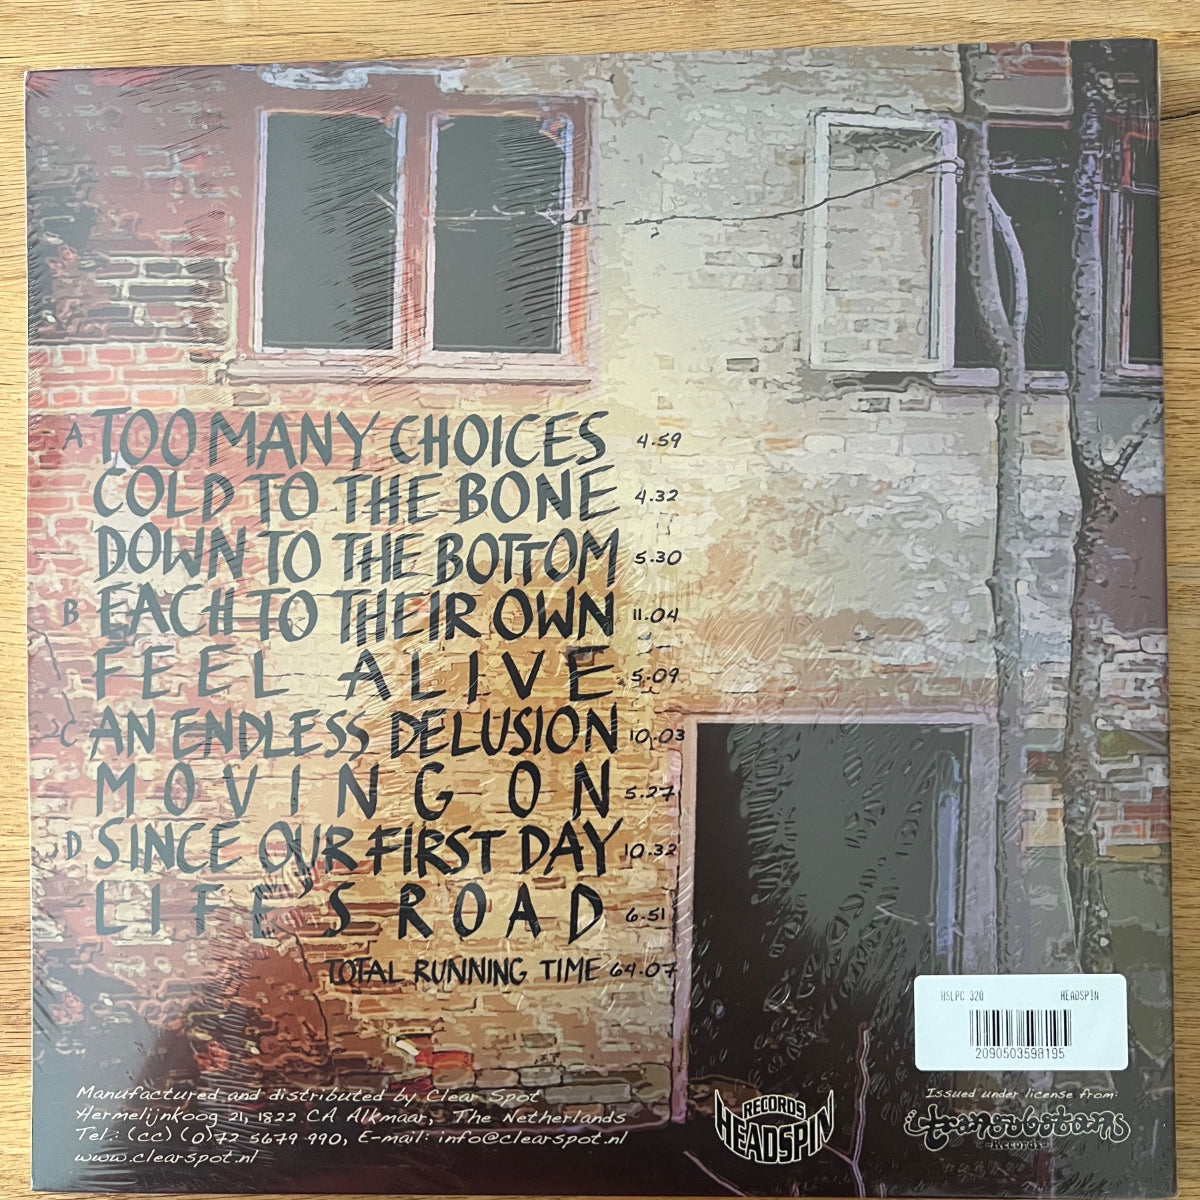 A TOO MANY CHOICES 4.59
COLD TO THE BONE 4.32
DOWN TO THE BOTTOM 5.30
B EACH TO THEIR OWN 11.04
FEEL ALIVE 5.09
C AN ENDLESS DELUSION 10.03
MOVING ON 5.27
D SINCE OUR FIRST DAY 10.32
LIFE'S ROAD 6.51
TOTAL RUNNING TIME 64.07
HSLPC 320 HEADSPIN
2090503598195
Manufactured and distributed by Clear Spot
Hermelijnkoog 21, 1822 CA Alkmaar, The Netherlands
Tel.: (cc) (0)72 5679 990, E-mail: info@clearspot.nl
www.clearspot.nl
RECORDS
HEADSPIN
Issued under license from:
-Records-